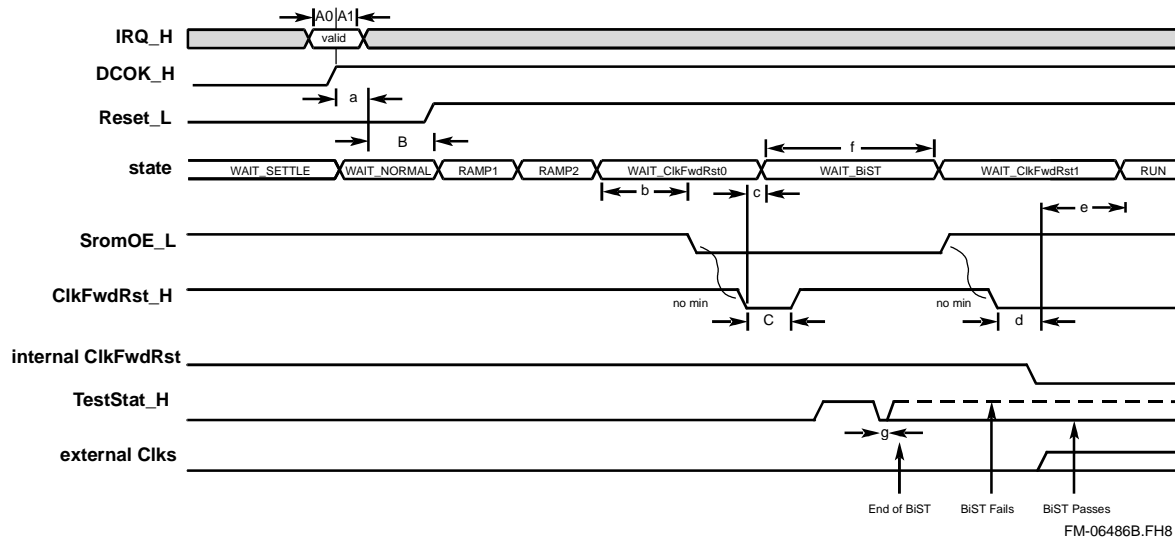 A0 A1
IRQ_H
valid
DCOK_H
a
Reset_L
B
f
state
WAIT_SETTLE WAIT_NORMAL RAMP1 RAMP2 WAIT_ClkFwdRst0 WAIT_BiST WAIT_ClkFwdRst1 RUN
b c
e
SromOE_L
ClkFwdRst_H
no min no min
C d
internal ClkFwdRst
TestStat_H
g
external Clks
End of BiST BiST Fails BiST Passes
FM-06486B.FH8